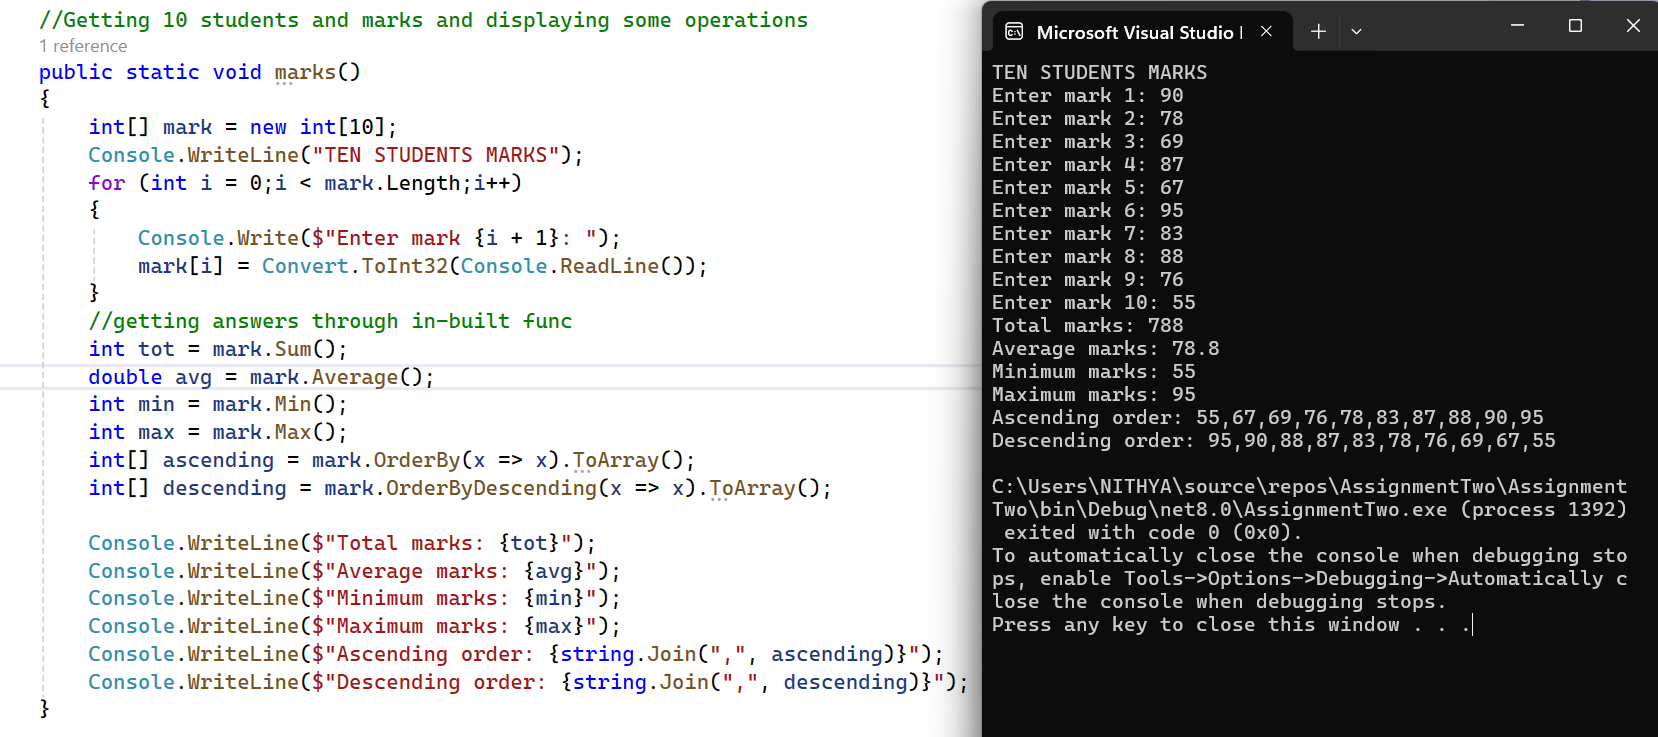 //Getting 10 students and marks and displaying some operations
1 reference
public static void marks()
{
int[] mark = new int[10];
Console.WriteLine("TEN STUDENTS MARKS");
for (int i = 0;i < mark.Length;i++)
{
Console.Write($"Enter mark {i + 1}: ");
mark[i] = Convert.ToInt32(Console.ReadLine());
}
//getting answers through in-built func
int tot = mark.Sum();
double avg = mark.Average();
int min = mark.Min();
int max = mark.Max();
int[] ascending = mark.OrderBy(x => x).ToArray();
int[] descending = mark.OrderByDescending(x => x).ToArray();
Console.WriteLine($"Total marks: {tot}");
Console.WriteLine($"Average marks: {avg}");
Console.WriteLine($"Minimum marks: {min}");
Console.WriteLine($"Maximum marks: {max}");
Console.WriteLine($"Ascending order: {string.Join(",", ascending)}");
Console.WriteLine($"Descending order: {string.Join(",", descending)}");
}
Microsoft Visual Studio
TEN STUDENTS MARKS
Enter mark 1: 90
Enter mark 2: 78
Enter mark 3: 69
Enter mark 4: 87
Enter mark 5: 67
Enter mark 6: 95
Enter mark 7: 83
Enter mark 8: 88
Enter mark 9: 76
Enter mark 10: 55
Total marks: 788
Average marks: 78.8
Minimum marks: 55
Maximum marks: 95
Ascending order: 55,67,69,76,78,83,87,88,90,95
Descending order: 95,90,88,87,83,78,76,69,67,55
C:\Users\NITHYA\source\repos\AssignmentTwo\Assignment
Two\bin\Debug\net8.0\AssignmentTwo.exe (process 1392)
exited with code 0 (0x0).
To automatically close the console when debugging sto
ps, enable Tools->Options->Debugging->Automatically c
lose the console when debugging stops.
Press any key to close this window . . .